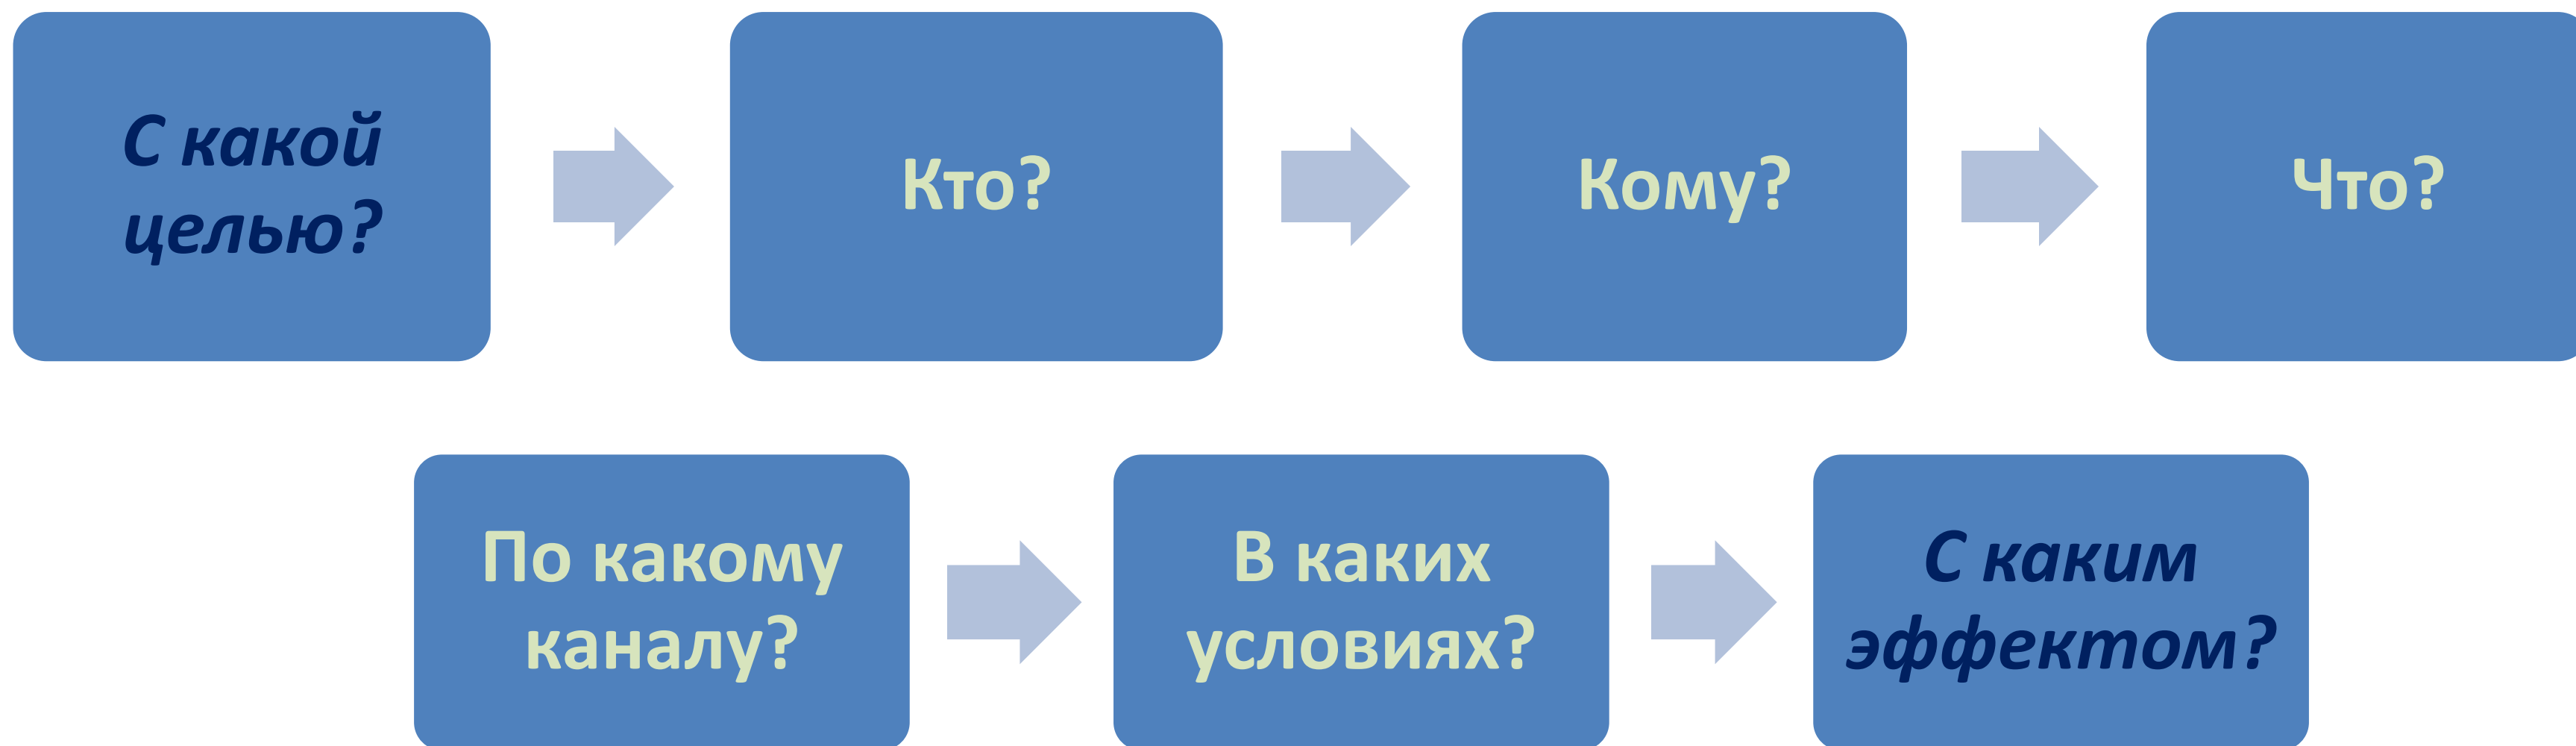 С какой
целью?
Кто?
Кому?
Что?
По какому
каналу?
В каких
условиях?
С каким
эффектом?